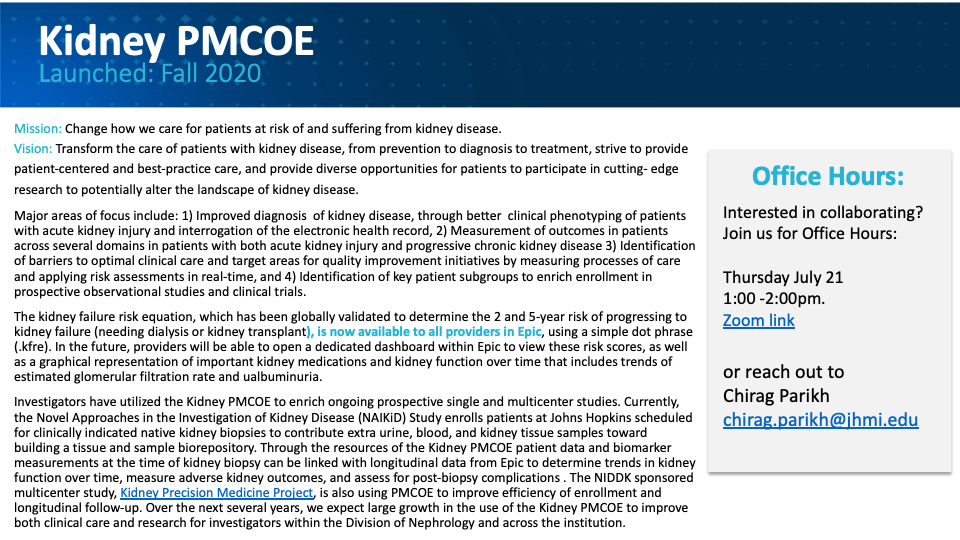 Kidney PMCOE
Launched: Fall 2020
Mission: Change how we care for patients at risk of and suffering from kidney disease.
Vision: Transform the care of patients with kidney disease, from prevention to diagnosis to treatment, strive to provide
patient-centered and best-practice care, and provide diverse opportunities for patients to participate in cutting- edge
research to potentially alter the landscape of kidney disease.
Major areas of focus include: 1) Improved diagnosis of kidney disease, through better clinical phenotyping of patients
with acute kidney injury and interrogation of the electronic health record, 2) Measurement of outcomes in patients
across several domains in patients with both acute kidney injury and progressive chronic kidney disease 3) Identification
of barriers to optimal clinical care and target areas for quality improvement initiatives by measuring processes of care
and applying risk assessments in real-time, and 4) Identification of key patient subgroups to enrich enrollment in
prospective observational studies and clinical trials.
The kidney failure risk equation, which has been globally validated to determine the 2 and 5-year risk of progressing to
kidney failure (needing dialysis or kidney transplant), is now available to all providers in Epic, using a simple dot phrase
(.kfre). In the future, providers will be able to open a dedicated dashboard within Epic to view these risk scores, as well
as a graphical representation of important kidney medications and kidney function over time that includes trends of
estimated glomerular filtration rate and ualbuminuria.
Investigators have utilized the Kidney PMCOE to enrich ongoing prospective single and multicenter studies. Currently,
the Novel Approaches in the Investigation of Kidney Disease (NAIKiD) Study enrolls patients at Johns Hopkins scheduled
for clinically indicated native kidney biopsies to contribute extra urine, blood, and kidney tissue samples toward
building a tissue and sample biorepository. Through the resources of the Kidney PMCOE patient data and biomarker
measurements at the time of kidney biopsy can be linked with longitudinal data from Epic to determine trends in kidney
function over time, measure adverse kidney outcomes, and assess for post-biopsy complications . The NIDDK sponsored
multicenter study, Kidney Precision Medicine Project, is also using PMCOE to improve efficiency of enrollment and
longitudinal follow-up. Over the next several years, we expect large growth in the use of the Kidney PMCOE to improve
both clinical care and research for investigators within the Division of Nephrology and across the institution.
Office Hours:
Interested in collaborating?
Join us for Office Hours:
Thursday July 21
1:00 -2:00pm.
Zoom link
or reach out to
Chirag Parikh
chirag.parikh@jhmi.edu